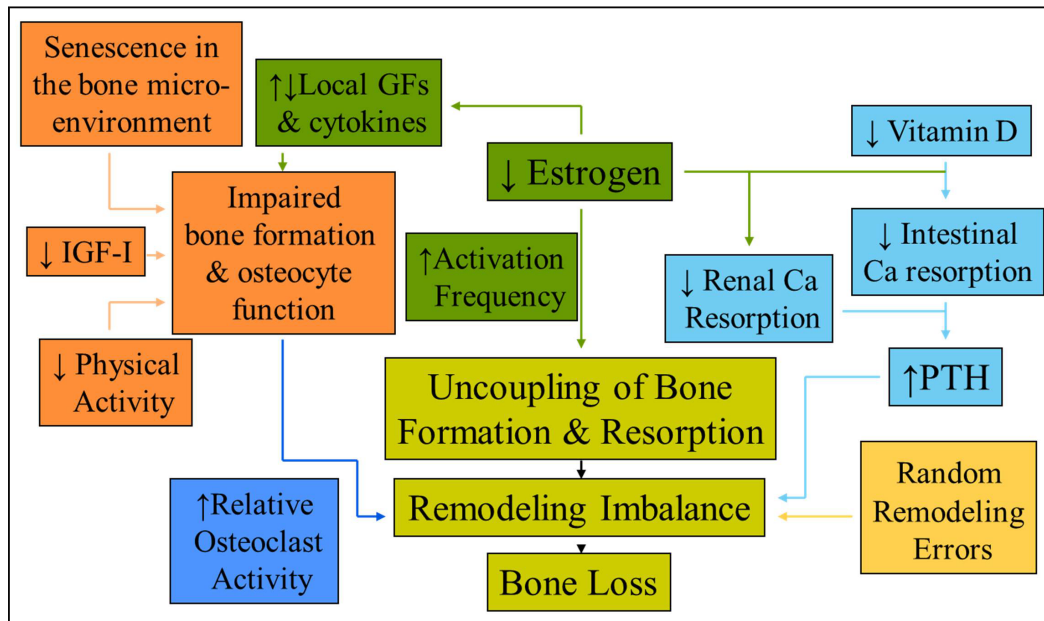 Senescence in
the bone micro-
environment
↑↓Local GFs
& cytokines
↓ Vitamin D
↓ Estrogen
Impaired
bone formation
& osteocyte
function
↓ IGF-I
↑Activation
Frequency
↓ Intestinal
Ca resorption
↓ Renal Ca
Resorption
↓ Physical
Activity
↑PTH
Uncoupling of Bone
Formation & Resorption
↑Relative
Osteoclast
Activity
Remodeling Imbalance
Random
Remodeling
Errors
Bone Loss